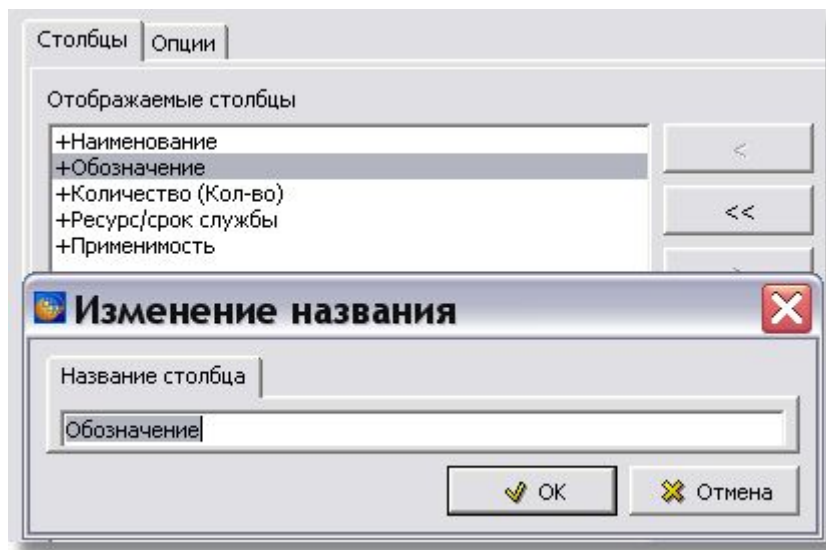 Столбцы Опции
Отображаемые столбцы
+Наименование
+Обозначение
+Количество (Кол-во)
+Ресурс/срок службы
+Применимость
<
<<
Изменение названия
Название столбца
Обозначение
OK Отмена